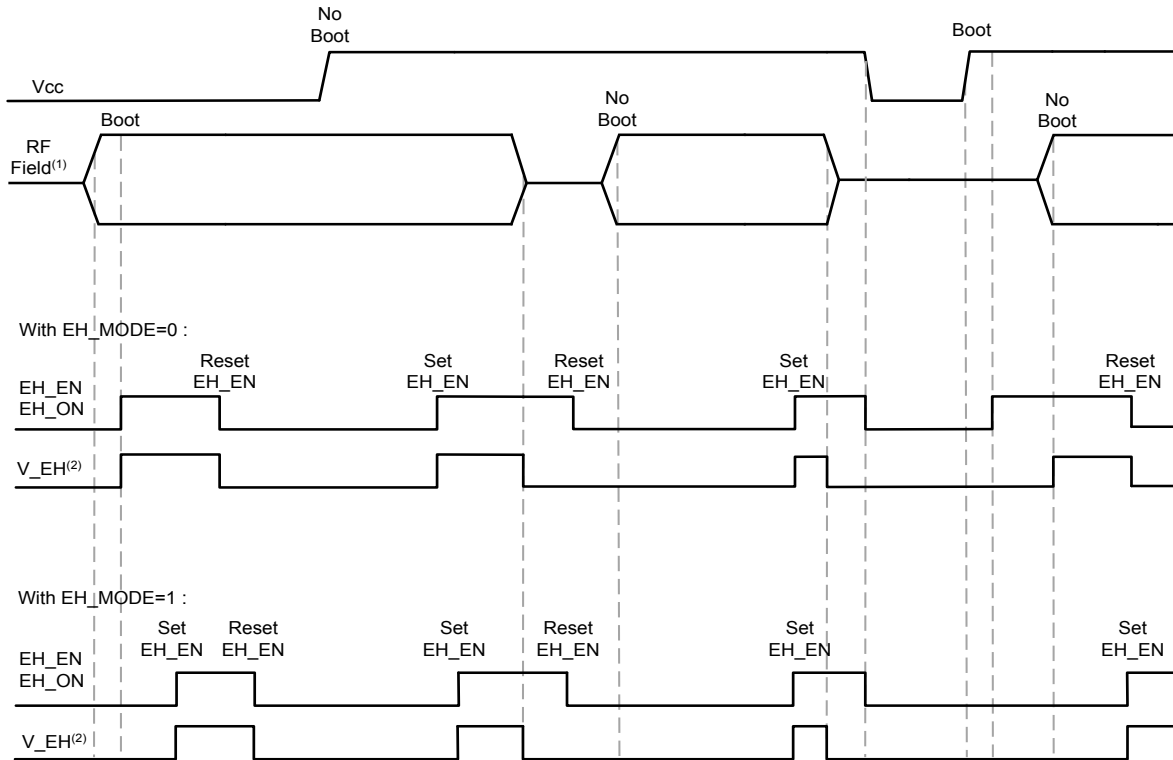 No
Boot
Boot
Vcc
Boot
No
Boot
No
Boot
RF
Field(1)
With EH_MODE=0 :
Reset
EH_EN
Set
EH_EN
Reset
EH_EN
Set
EH_EN
Reset
EH_EN
EH_EN
EH_ON
V_EH(2)
With EH_MODE=1 :
Set
EH_EN
Reset
EH_EN
Set
EH_EN
Reset
EH_EN
Set
EH_EN
Set
EH_EN
EH_EN
EH_ON
V_EH(2)